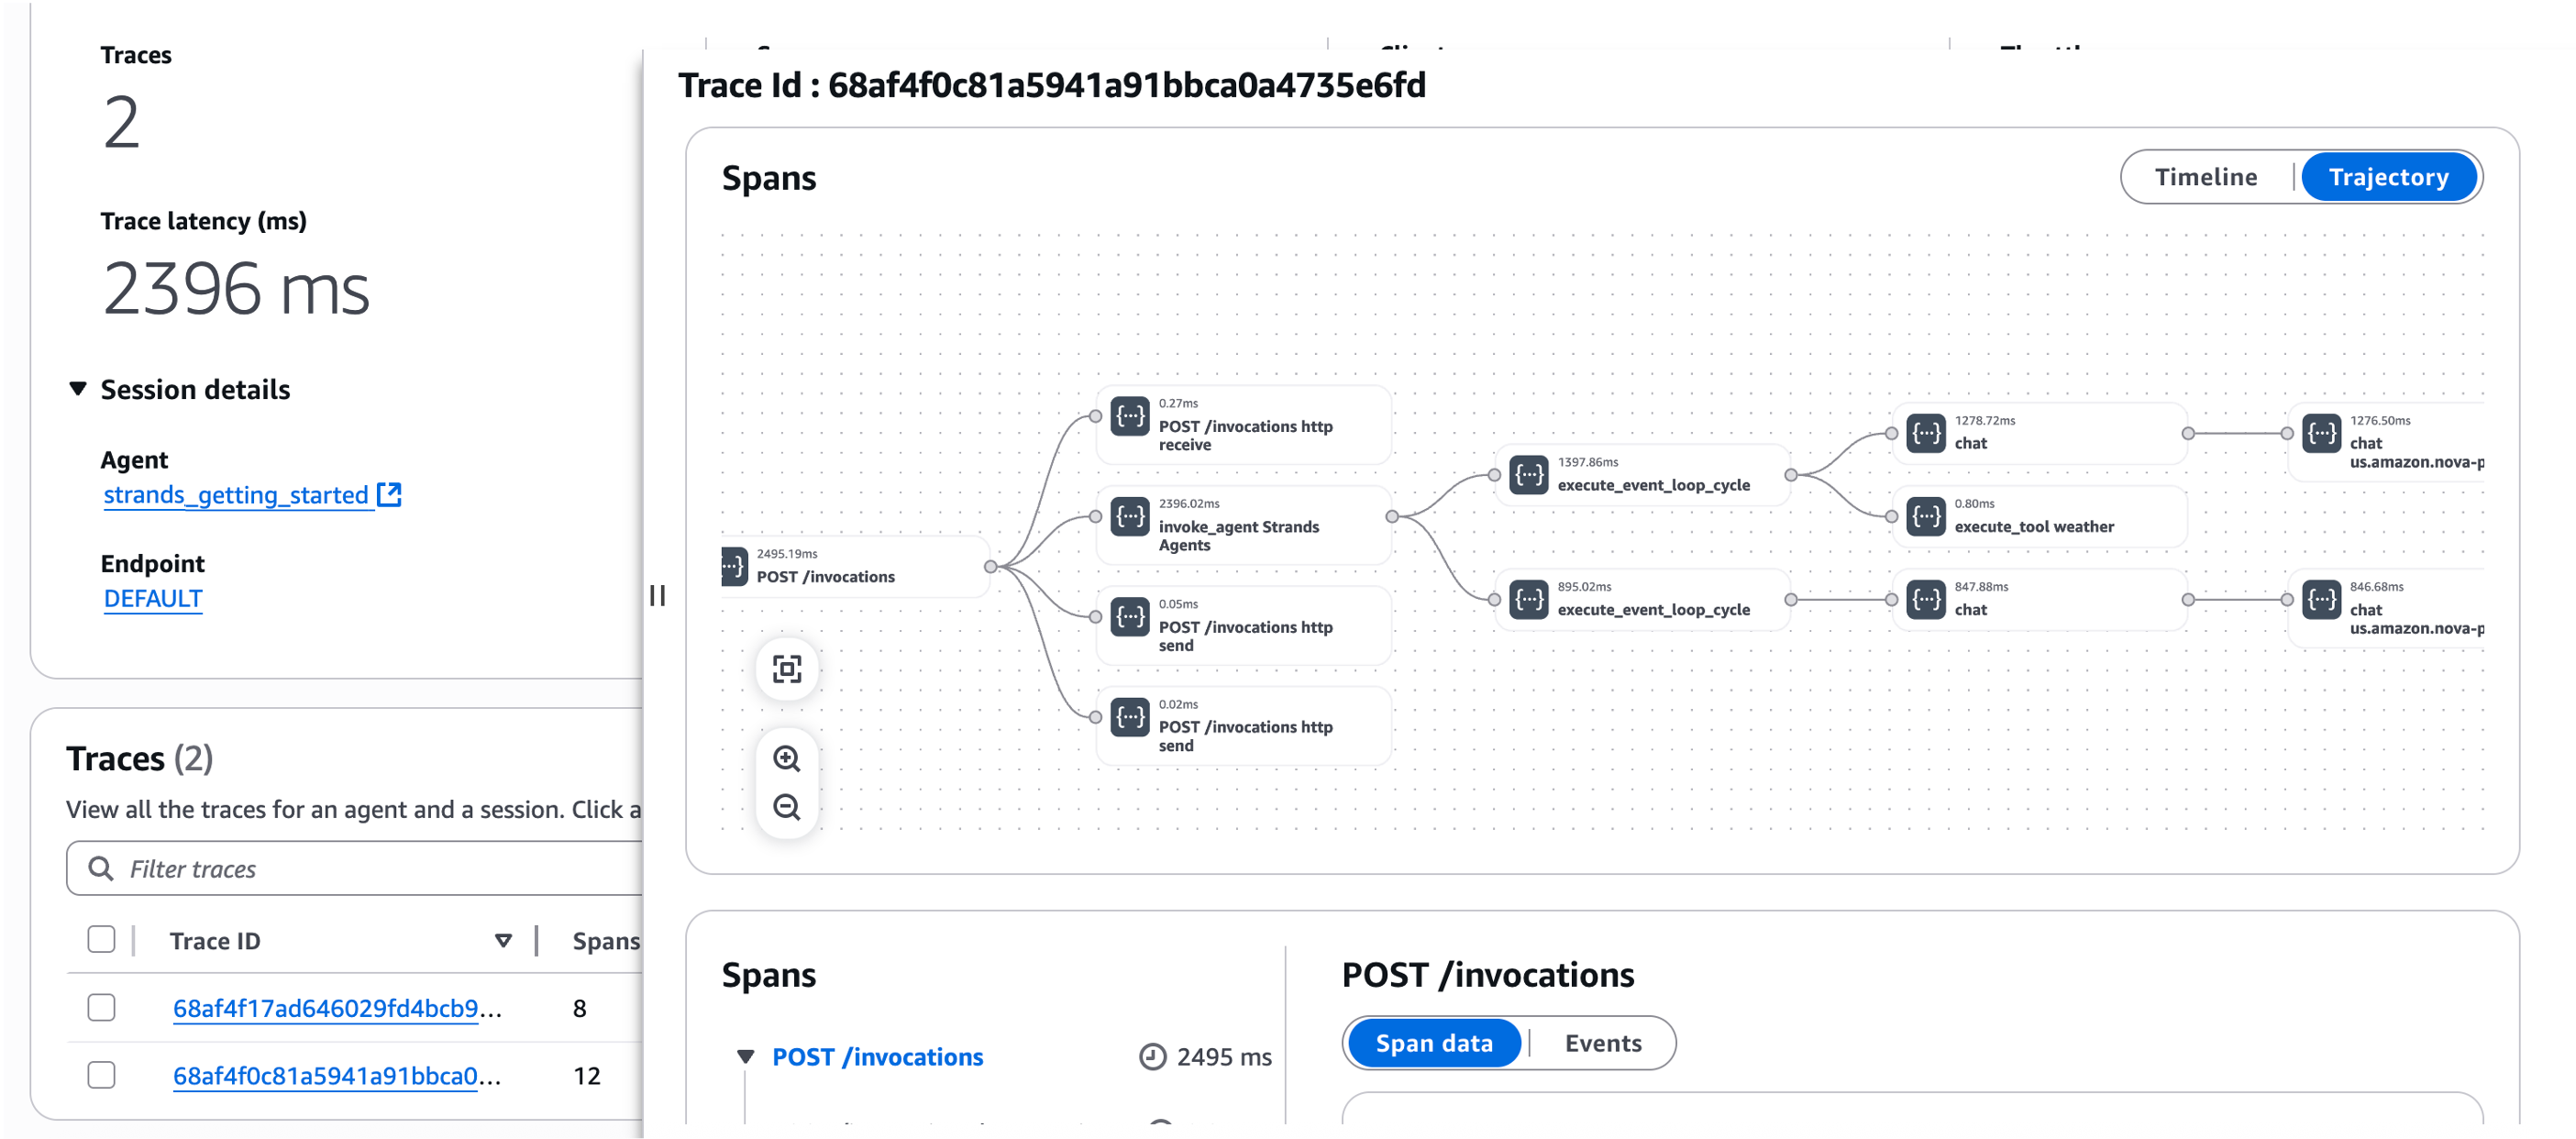 Traces
2
Trace latency (ms)
2396 ms
Session details
Agent
strands_getting_started
Endpoint
DEFAULT
Traces (2)
View all the traces for an agent and a session. Click a
Filter traces
Trace ID
Spans
68af4f17ad646029fd4bcb9...
8
68af4f0c81a5941a91bbca0...
12
Trace Id : 68af4f0c81a5941a91bbca0a4735e6fd
Spans
Timeline
Trajectory
2495.19ms
POST /invocations
0.27ms
POST /invocations http
receive
2396.02ms
invoke_agent Strands
Agents
0.05ms
POST /invocations http
send
0.02ms
POST /invocations http
send
1397.86ms
execute_event_loop_cycle
895.02ms
execute_event_loop_cycle
1278.72ms
chat
0.80ms
execute_tool weather
847.88ms
chat
1276.50ms
chat
us.amazon.nova-p
846.68ms
chat
us.amazon.nova-p
Spans
POST /invocations
2495 ms
POST /invocations
Span data
Events